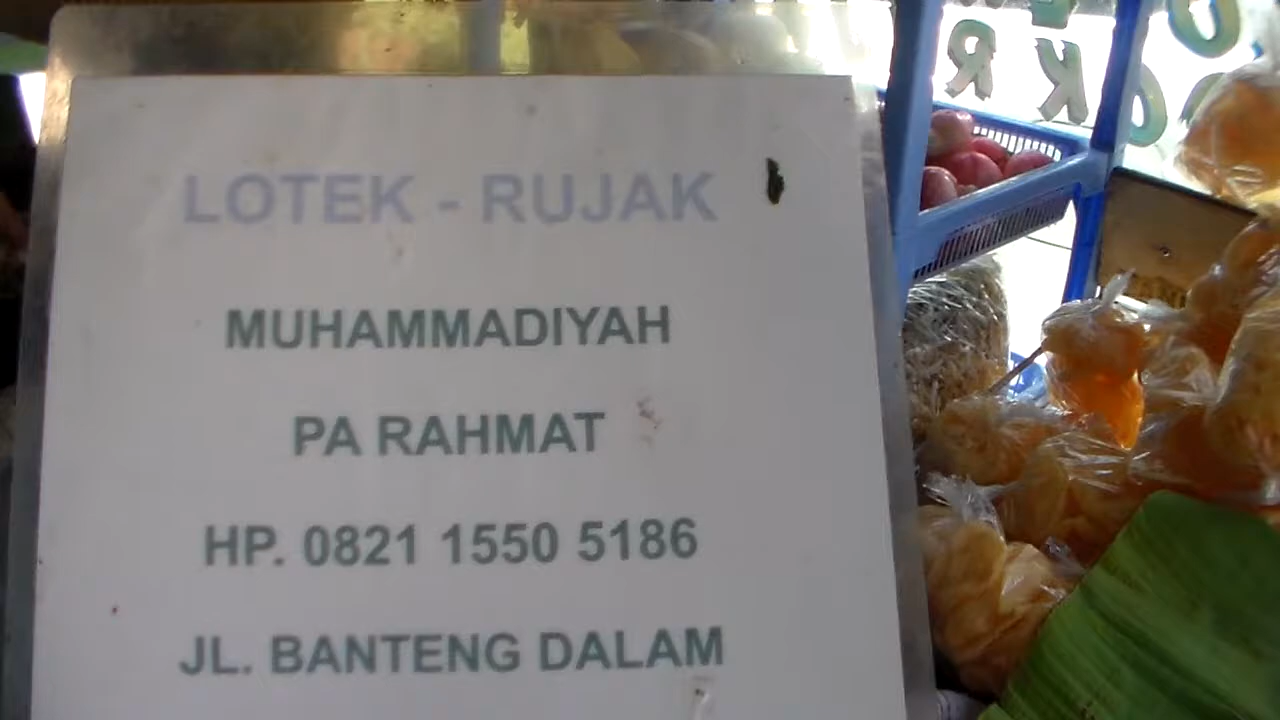 LOTEK - RUJAK
MUHAMMADIYAH
PA RAHMAT
HP. 0821 1550 5186
JL. BANTENG DALAM